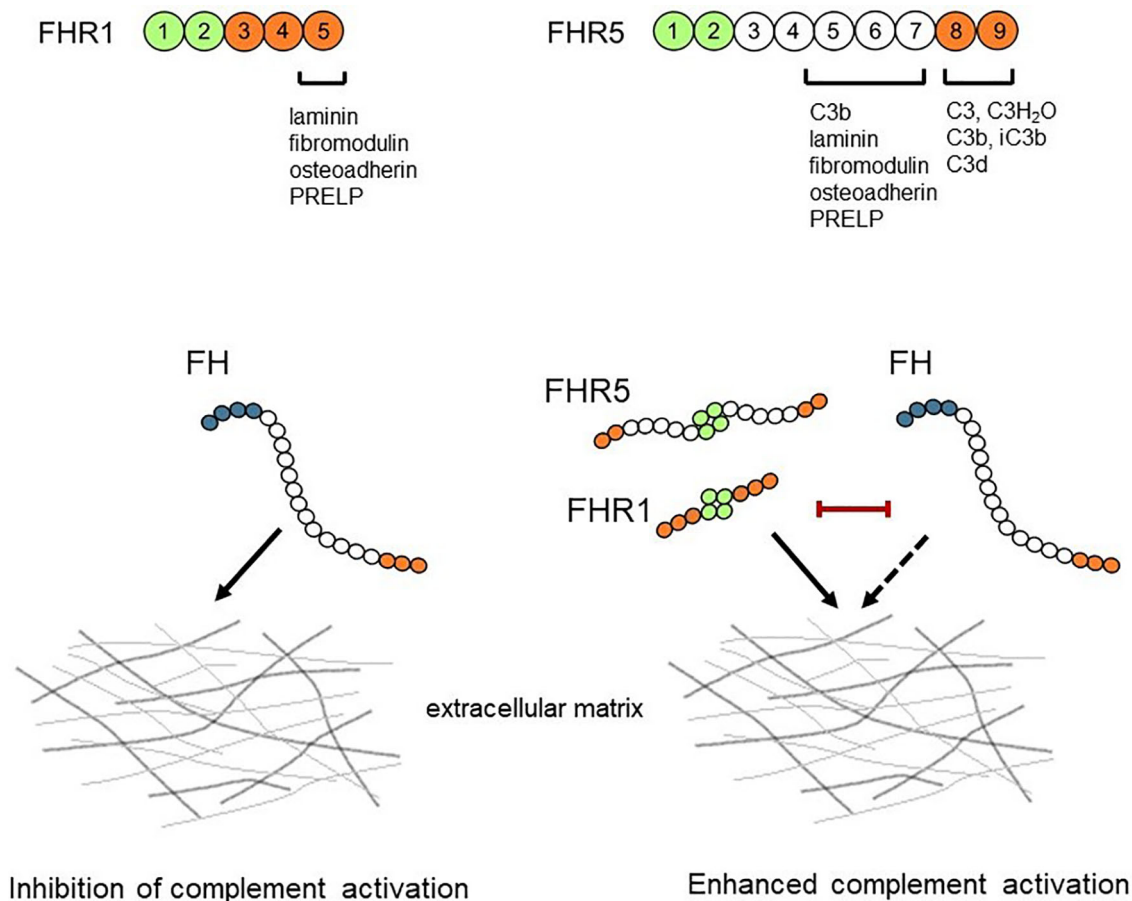 FHR1 1 2 3 4 5
laminin
fibromodulin
osteoadherin
PRELP
FHR5 1 2 3 4 5 6 7 8 9
C3b
laminin
fibromodulin
osteoadherin
PRELP
C3, C3H₂O
C3b, iC3b
C3d
FH
FHR5
FH
FHR1
extracellular matrix
Inhibition of complement activation
Enhanced complement activation